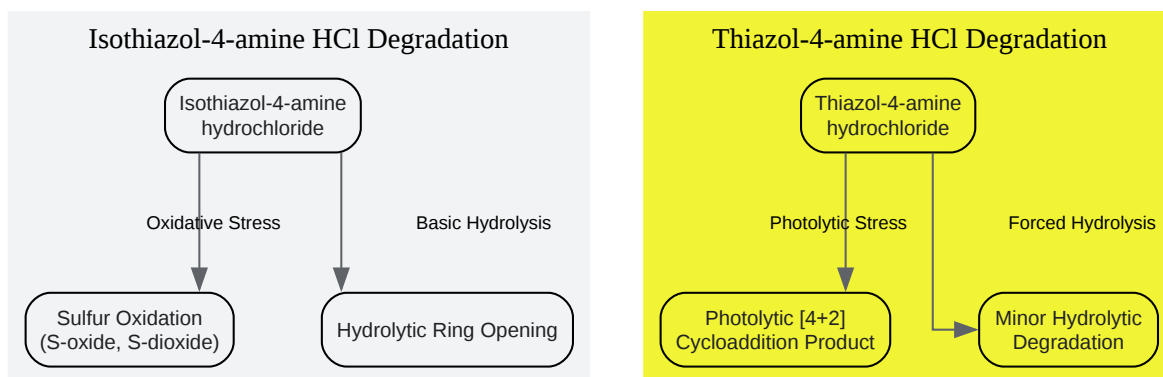 Isothiazol-4-amine HCl Degradation
Isothiazol-4-amine
hydrochloride
Oxidative Stress
Basic Hydrolysis
Sulfur Oxidation
(S-oxide, S-dioxide)
Hydrolytic Ring Opening
Thiazol-4-amine HCl Degradation
Thiazol-4-amine
hydrochloride
Photolytic Stress
Forced Hydrolysis
Photolytic [4+2]
Cycloaddition Product
Minor Hydrolytic
Degradation